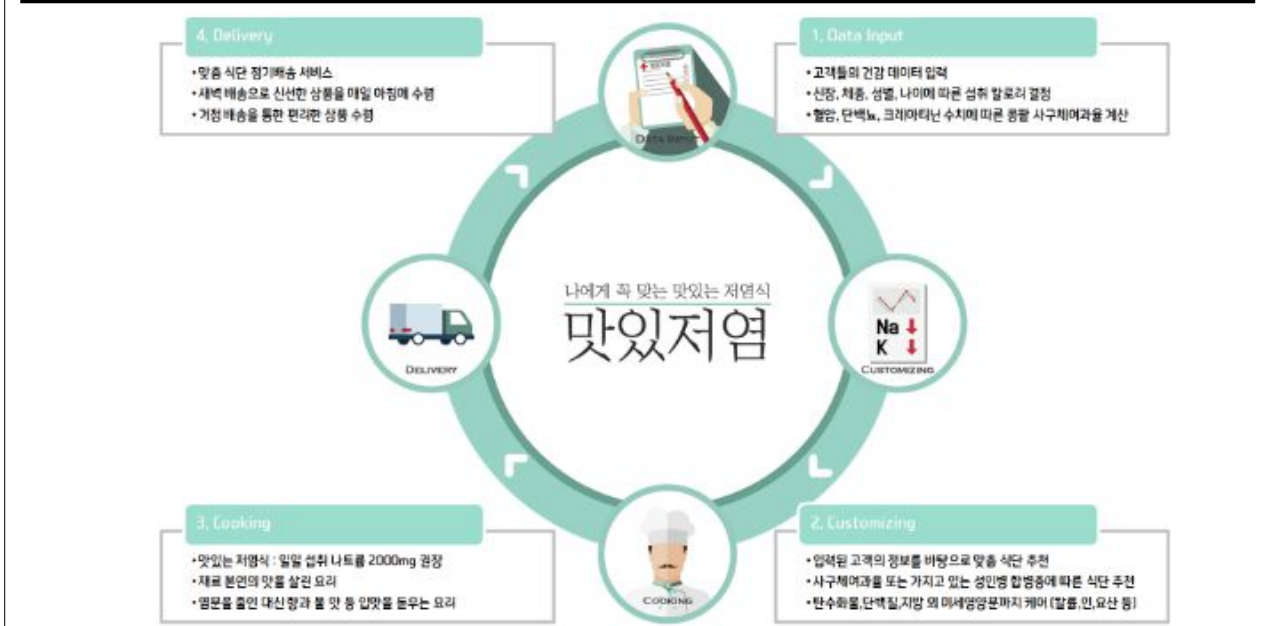 4. Delivery
•맞춤 식단 정기배송 서비스
• 새벽 배송으로 신선한 상품을 매일 아침에 수령
• 거점 배송을 통한 편리한 상품 수령
1. Data Input
• 고객들의 건강 데이터 입력
• 신장, 체중, 성별, 나이에 따른 섭취 칼로리 결정
• 혈압, 단백뇨, 크레아티닌 수치에 따른 콩팥 사구체여과율 계산
DATA INPUT
나에게 꼭 맞는 맛있는 저염식
맛있저염
DELIVERY
Na
K
CUSTOMIZING
3. Cooking
• 맛있는 저염식 : 일일 섭취 나트륨 2000mg 권장
• 재료 본연의 맛을 살린 요리
• 염분을 줄인 대신 향과 불 맛 등 입맛을 돋우는 요리
COOKING
2. Customizing
• 입력된 고객의 정보를 바탕으로 맞춤 식단 추천
• 사구체여과율 또는 가지고 있는 성인병 합병증에 따른 식단 추천
• 탄수화물,단백질,지방 외 미세영양분까지 케어 (칼륨,인,요산 등)